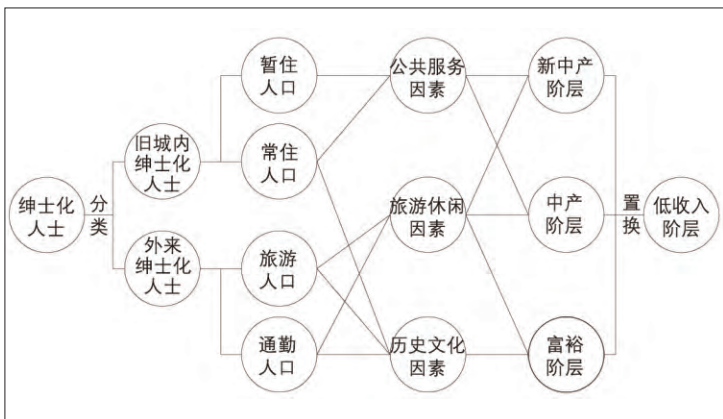 绅士化
人士
分
类
旧城内
绅士化
人士
外来
绅士化
人士
暂住
人口
常住
人口
旅游
人口
通勤
人口
公共服务
因素
旅游休闲
因素
历史文化
因素
新中产
阶层
中产
阶层
富裕
阶层
置
换
低收入
阶层